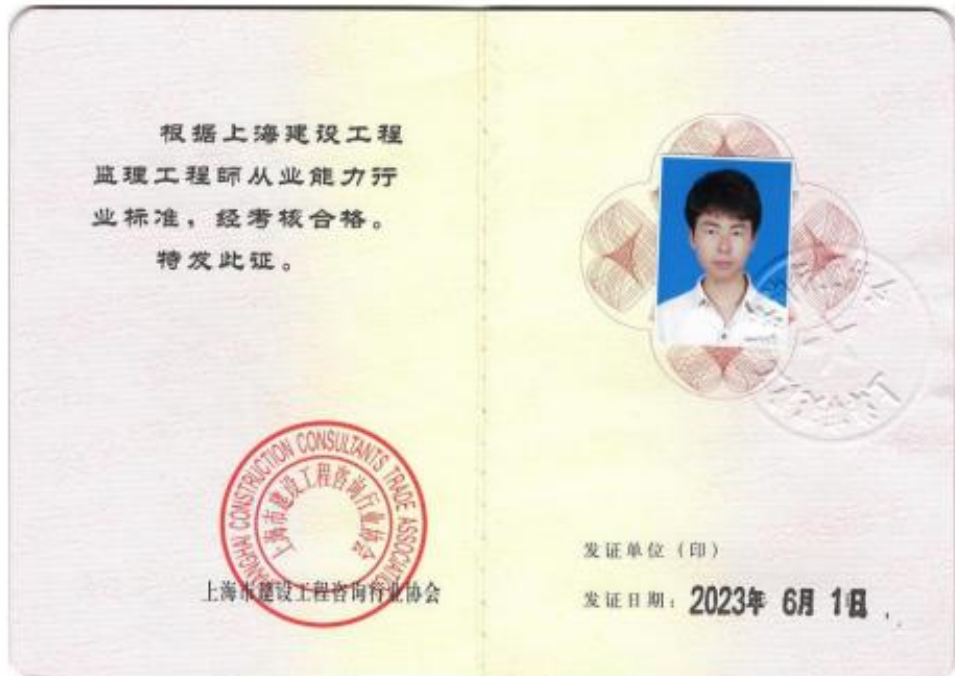 根据上海建设工程
监理工程师从业能力行
业标准，经考核合格。
特发此证。
SHANGHAI CONSTRUCTION CONSULTANTS TRADE ASSOCIATION
上海市建设工程咨询行业协会
上海市建设工程咨询行业协会
发证单位（印）
发证日期：2023年 6月 1日